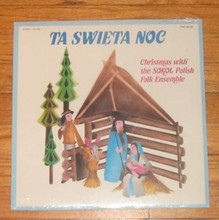 TA SWIETA NOC
Christmas with
the SOKOL Polish
Folk Ensemble